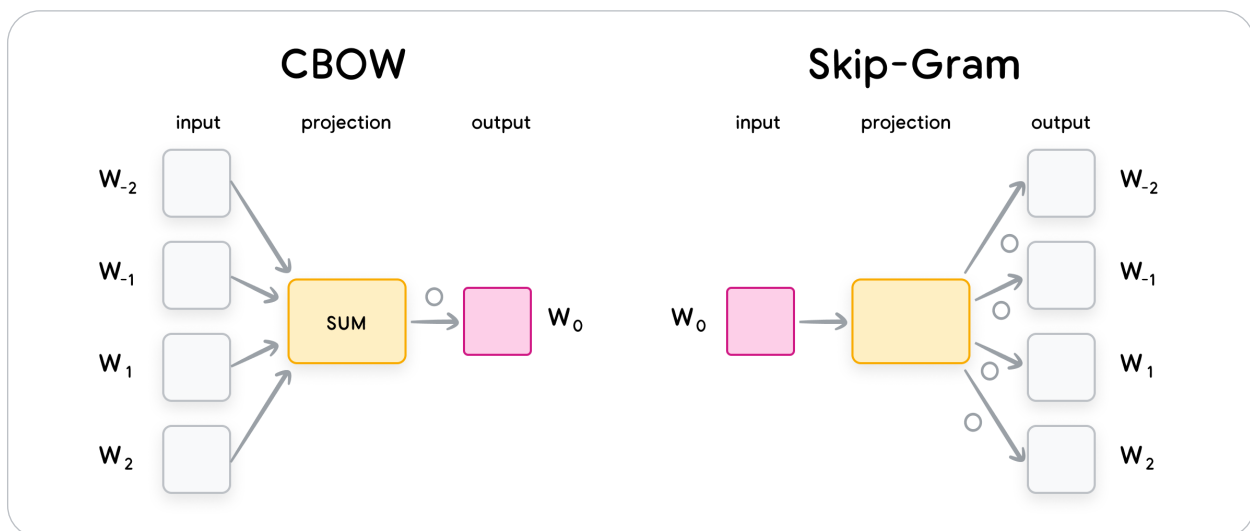 CBOW
input projection output
W-2
W-1
W1
W2
SUM
W0
Skip-Gram
input projection output
W0
W-2
W-1
W1
W2